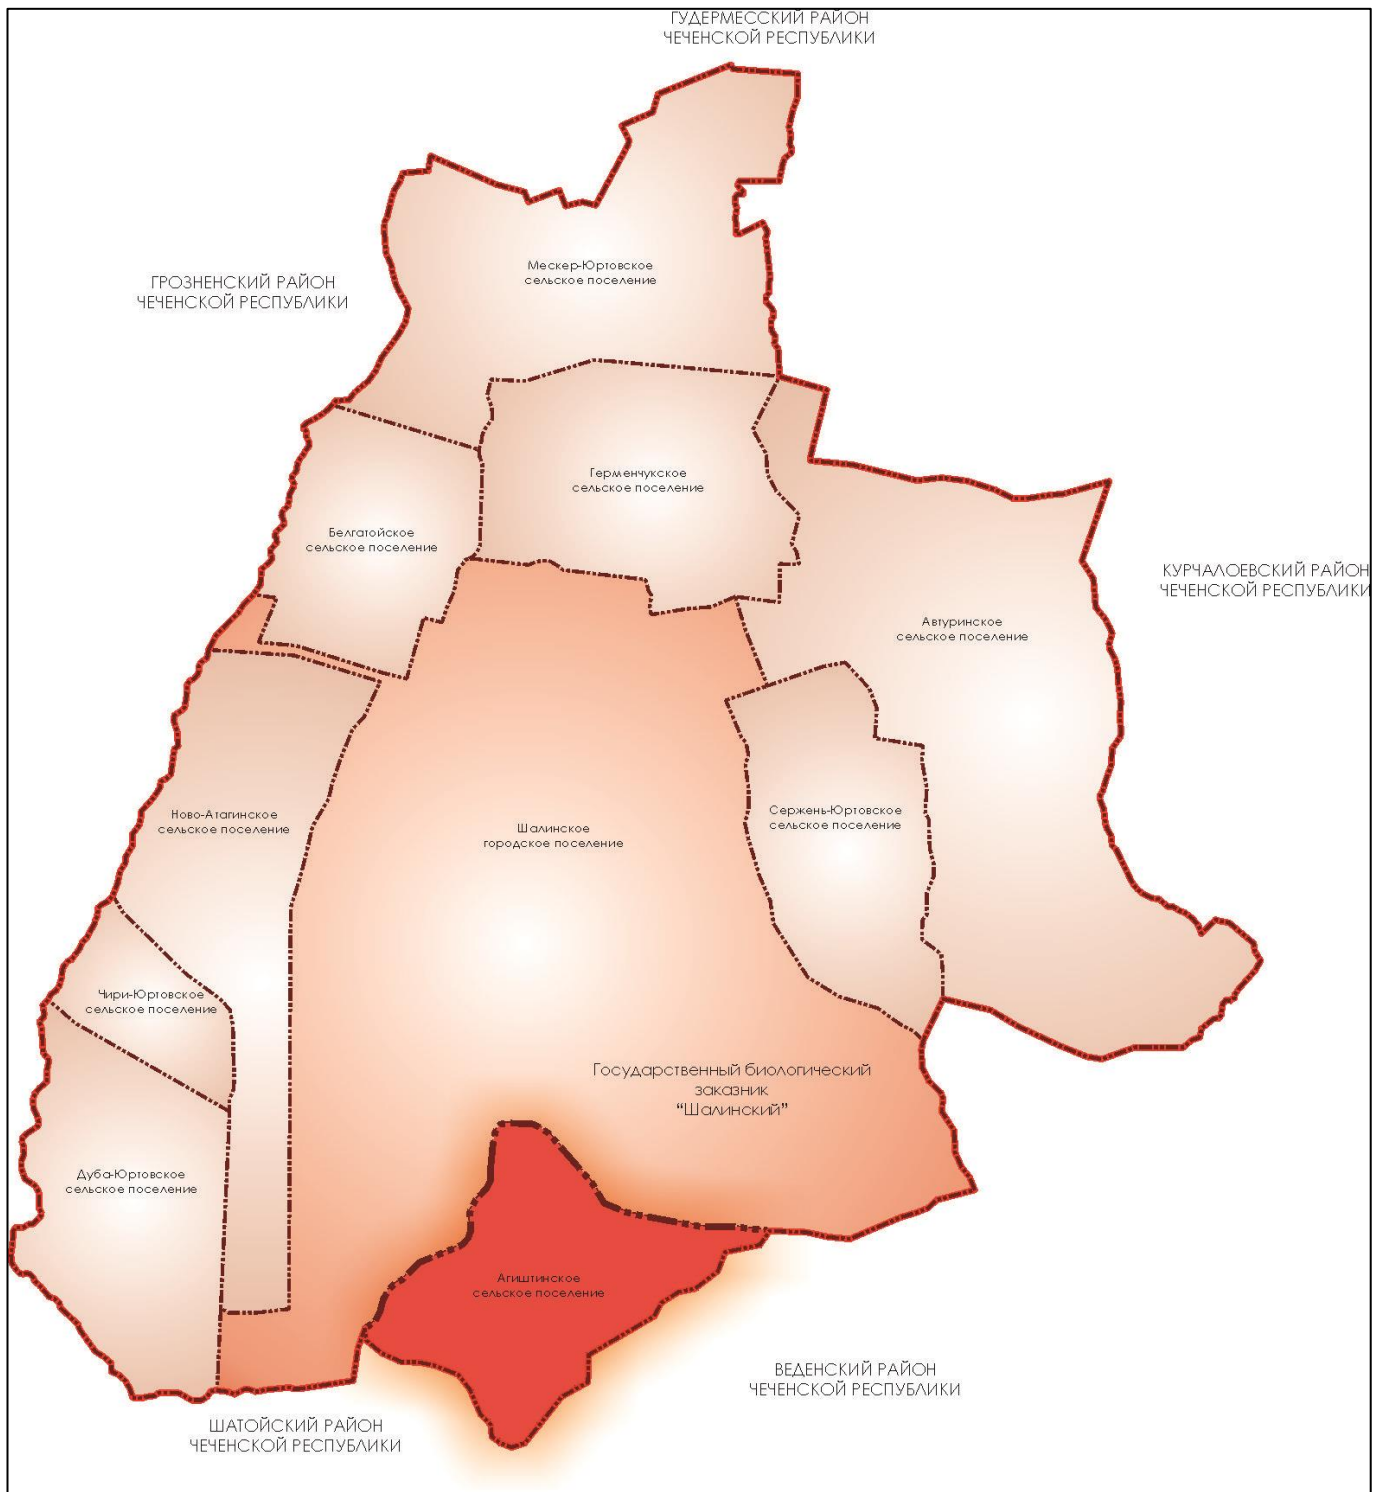 ГУДЕРМЕССКИЙ РАЙОН
ЧЕЧЕНСКОЙ РЕСПУБЛИКИ
Мескер-Юртовское
сельское поселение
ГРОЗНЕНСКИЙ РАЙОН
ЧЕЧЕНСКОЙ РЕСПУБЛИКИ
Герменчукское
сельское поселение
Белгатойское
сельское поселение
КУРЧАЛОЕВСКИЙ РАЙОН
ЧЕЧЕНСКОЙ РЕСПУБЛИКИ
Автуринское
сельское поселение
Ново-Атагинское
сельское поселение
Шалинское
городское поселение
Сержень-Юртовское
сельское поселение
Чири-Юртовское
сельское поселение
Государственный биологический
заказник
"Шалинский"
Дуба-Юртовское
сельское поселение
Агиштинское
сельское поселение
ВЕДЕНСКИЙ РАЙОН
ЧЕЧЕНСКОЙ РЕСПУБЛИКИ
ШАТОЙСКИЙ РАЙОН
ЧЕЧЕНСКОЙ РЕСПУБЛИКИ